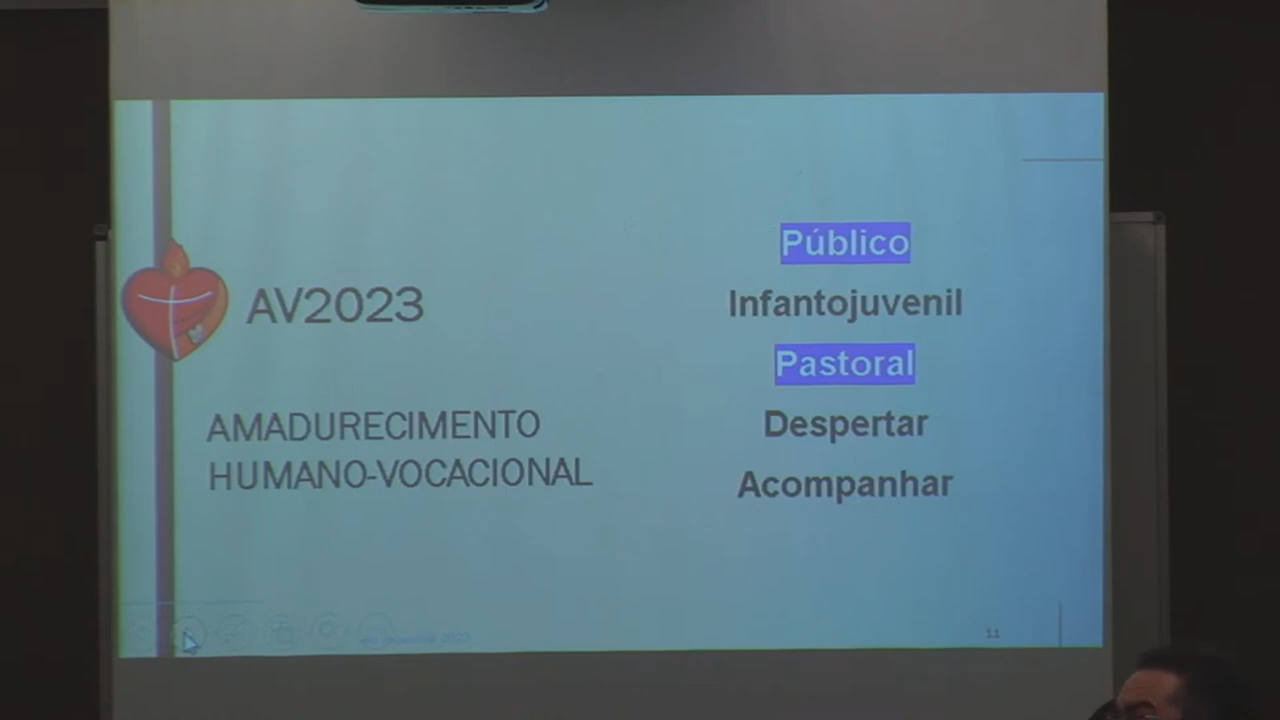 AV2023
AMADURECIMENTO
HUMANO-VOCACIONAL
Público
Infantojuvenil
Pastoral
Despertar
Acompanhar
11